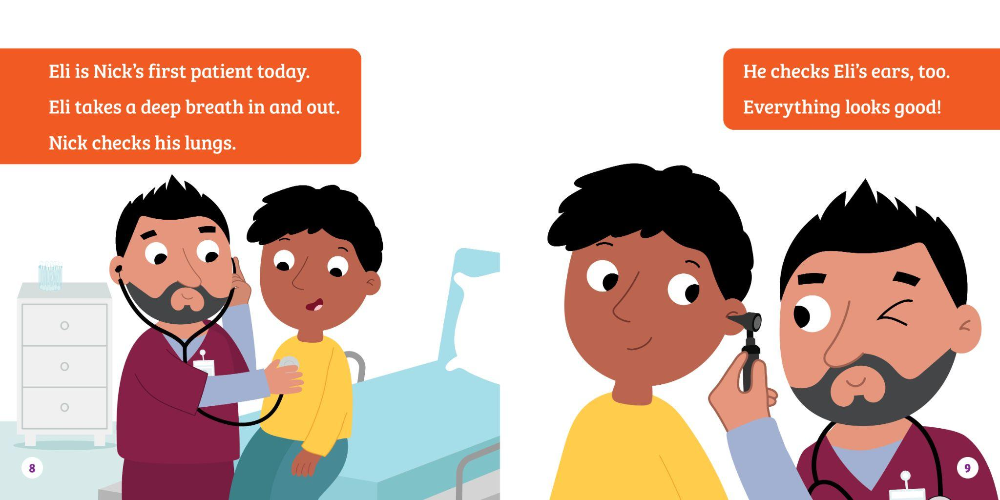 Eli is Nick’s first patient today.
Eli takes a deep breath in and out.
Nick checks his lungs.
8
He checks Eli’s ears, too.
Everything looks good!
9